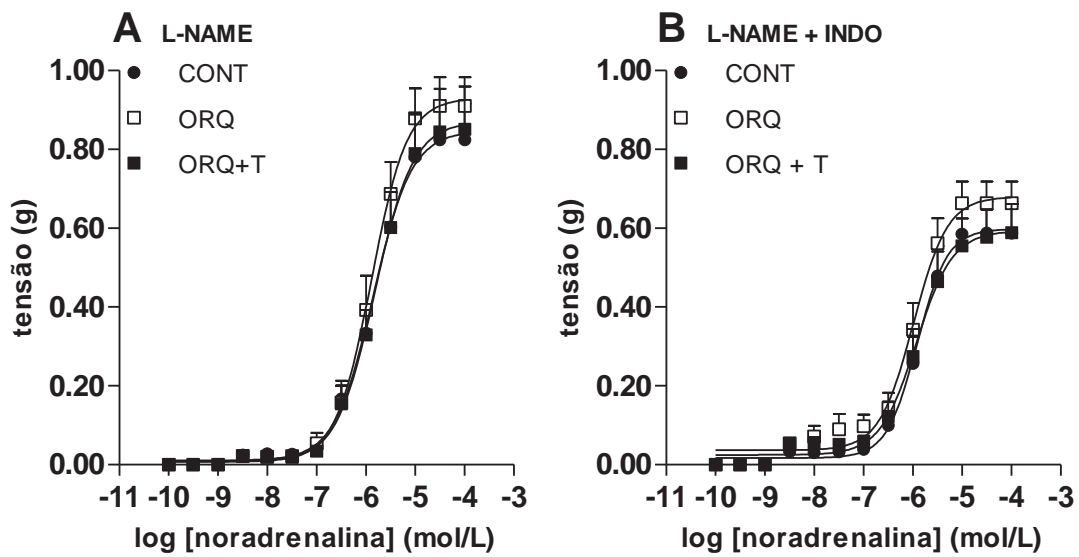 A L-NAME
CONT
ORQ
ORQ+T
1.00
0.80
0.60
0.40
0.20
0.00
tensão (g)
-11 -10 -9 -8 -7 -6 -5 -4 -3
log [noradrenalina] (mol/L)
B L-NAME + INDO
CONT
ORQ
ORQ + T
1.00
0.80
0.60
0.40
0.20
0.00
tensão (g)
-11 -10 -9 -8 -7 -6 -5 -4 -3
log [noradrenalina] (mol/L)